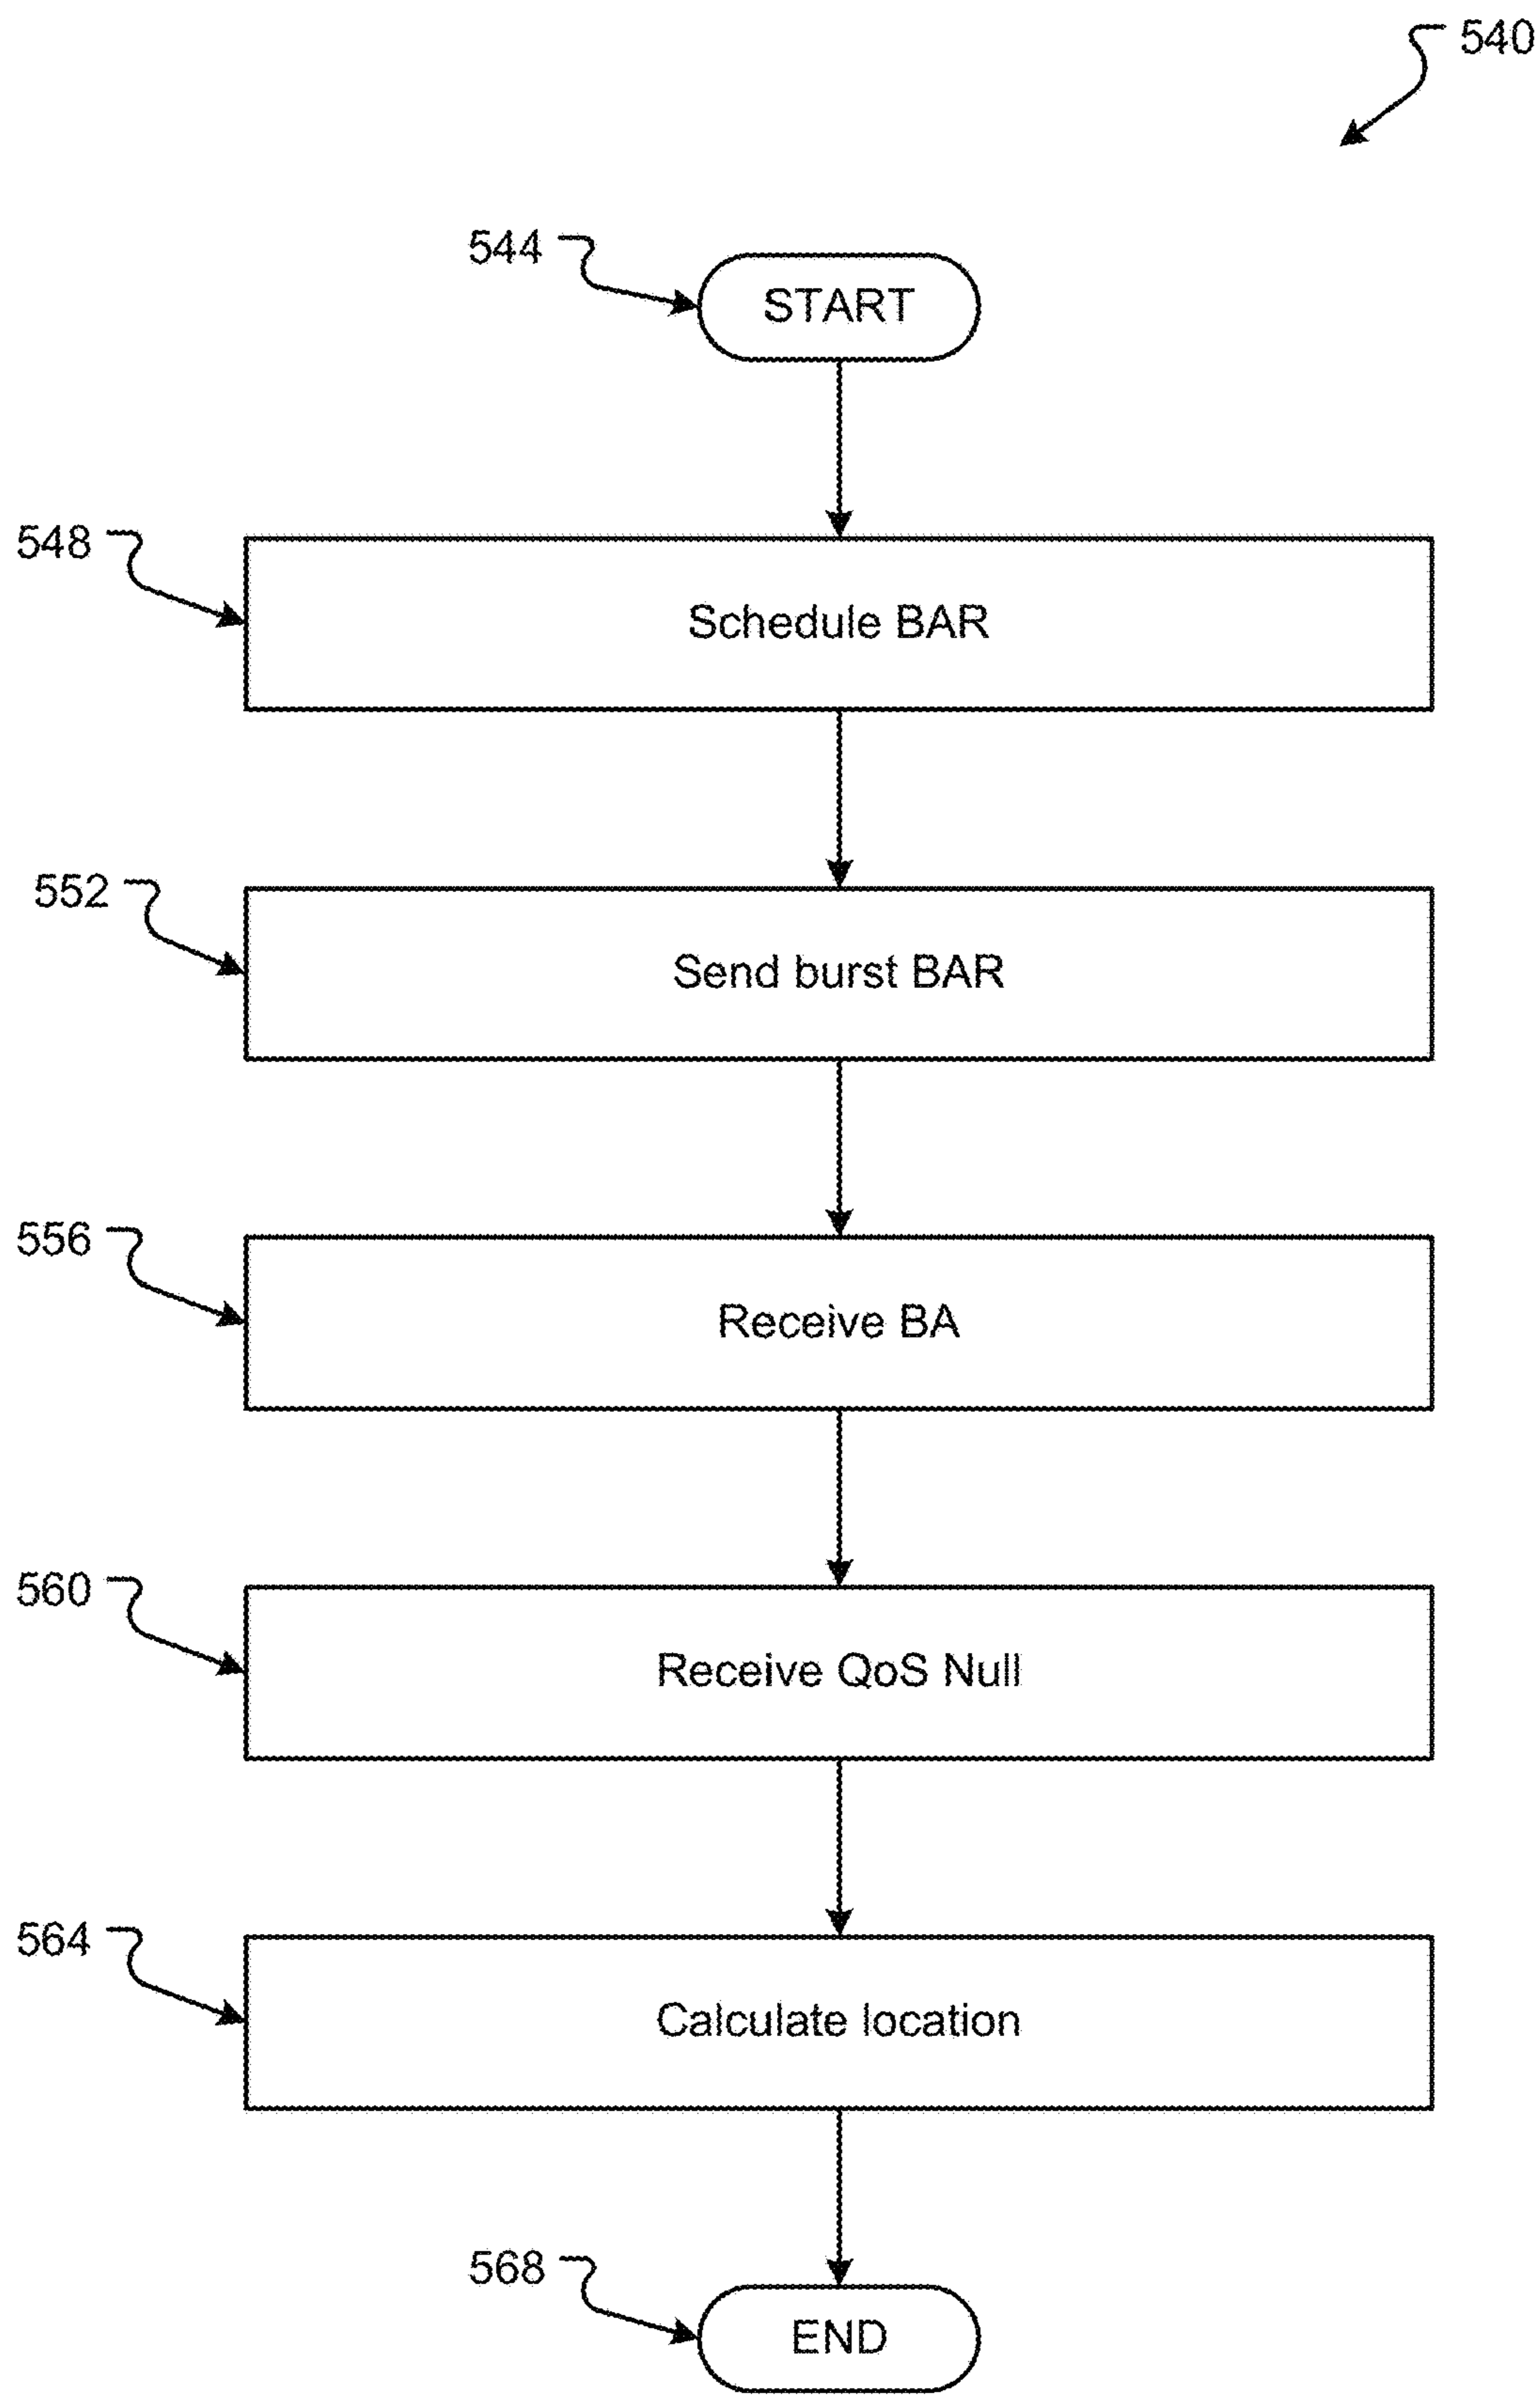 540
544
START
548
Schedule BAR
552
Send burst BAR
556
Receive BA
560
Receive QoS Null
564
Calculate location
568
END